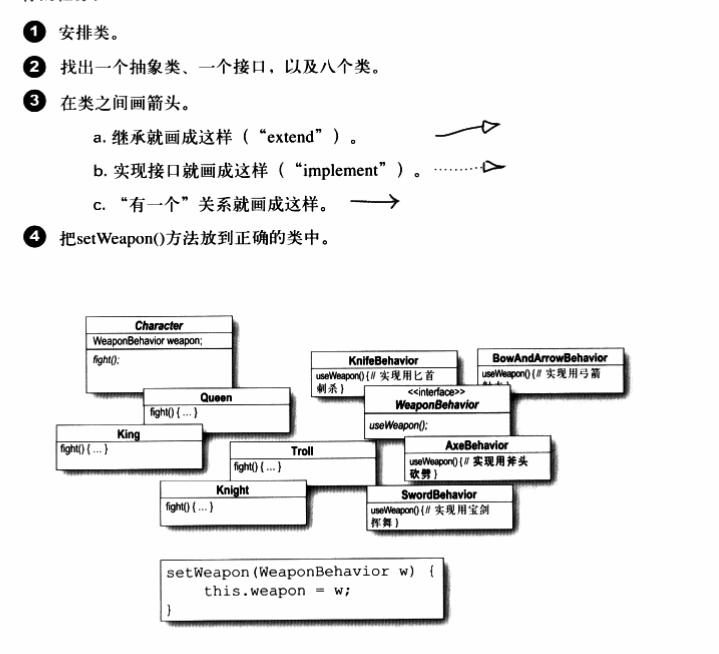 1 安排类。
2 找出一个抽象类、一个接口，以及八个类。
3 在类之间画箭头。
a. 继承就画成这样（“extend”）。
b. 实现接口就画成这样（“implement”）。
c. “有一个”关系就画成这样。
4 把setWeapon()方法放到正确的类中。
Character
WeaponBehavior weapon;
fight();
Queen
fight() { ... }
King
fight() { ... }
Troll
fight() { ... }
Knight
fight() { ... }
KnifeBehavior
useWeapon() { // 实现用匕首
刺杀 }
BowAndArrowBehavior
useWeapon() { // 实现用弓箭
<<interface>>
WeaponBehavior
useWeapon();
AxeBehavior
useWeapon() { // 实现用斧头
砍劈 }
SwordBehavior
useWeapon() { // 实现用宝剑
挥舞 }
setWeapon(WeaponBehavior w) {
this.weapon = w;
}